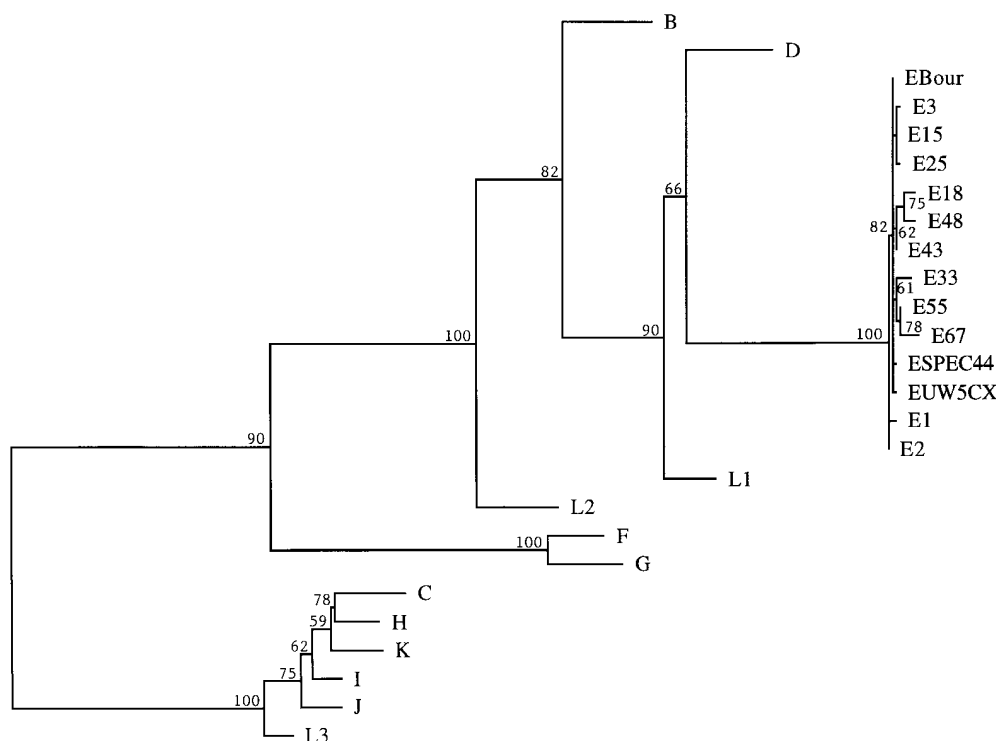 B
D
EBour
E3
E15
E25
E18
75
E48
82
62
E43
E33
61
E55
78
E67
100
ESPEC44
EUW5CX
E1
E2
82
66
90
100
L1
90
L2
F
100
G
C
78
H
59
K
62
I
75
J
100
L3